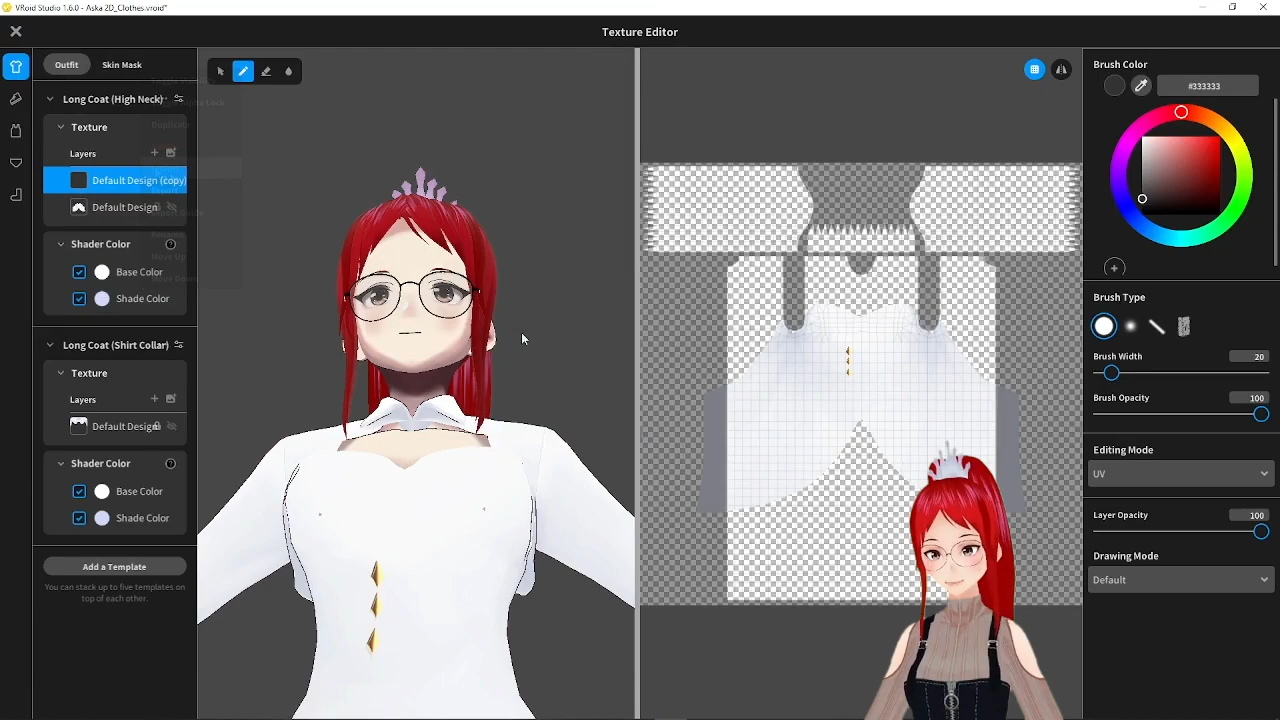 VRoid Studio 1.6.0 - Aska 2D_Clothes.vroid*
Texture Editor
Outfit
Skin Mask
Long Coat (High Neck)
Texture
Layers
Default Design (copy)
Default Design
Shader Color
Base Color
Shade Color
Long Coat (Shirt Collar)
Texture
Layers
Default Design
Shader Color
Base Color
Shade Color
Add a Template
You can stack up to five templates on
top of each other.
Duplicate
Move Up
Brush Color
#333333
Brush Type
Brush Width
20
Brush Opacity
100
Editing Mode
UV
Layer Opacity
100
Drawing Mode
Default